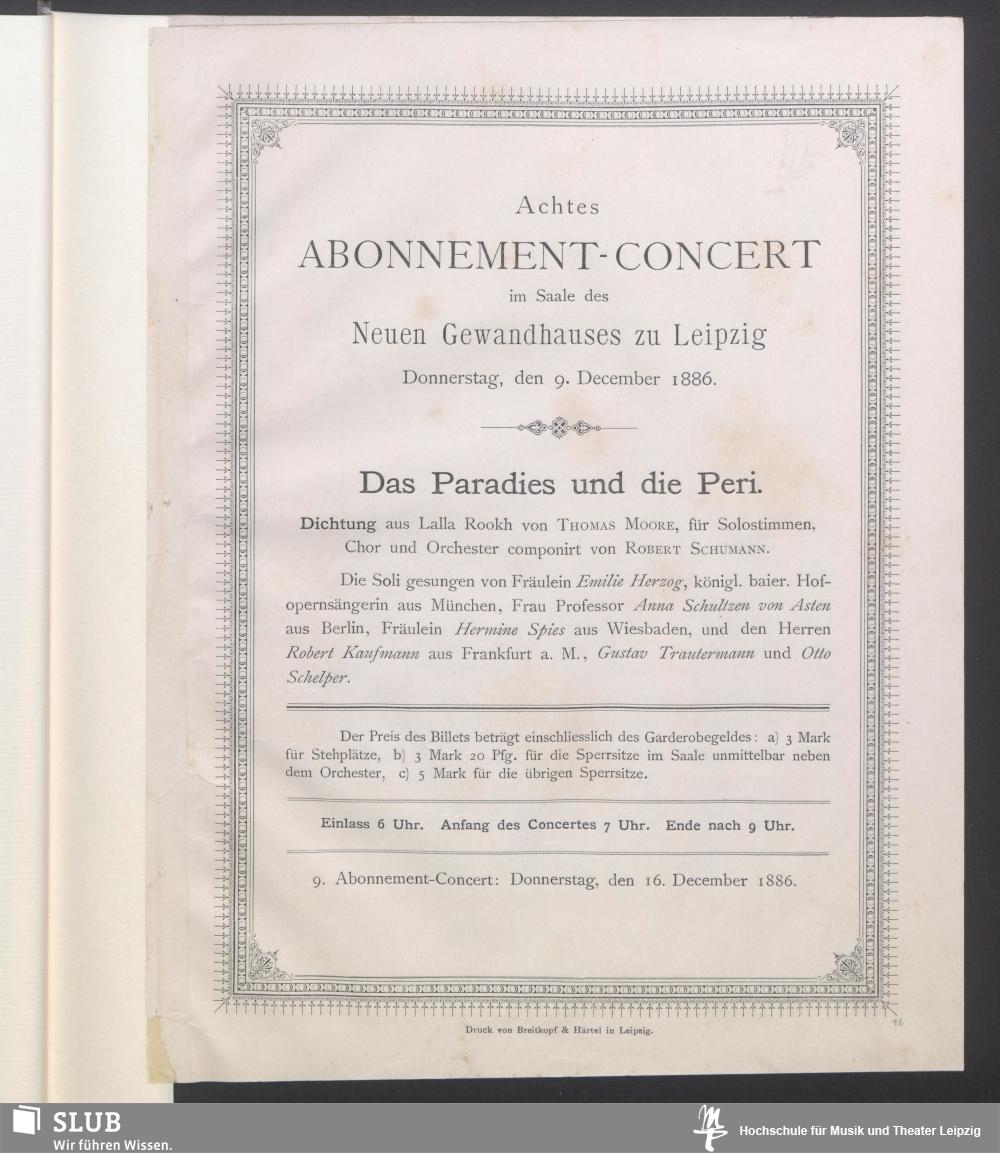 Achtes
ABONNEMENT-CONCERT
im Saale des
Neuen Gewandhauses zu Leipzig
Donnerstag, den 9. December 1886.
Das Paradies und die Peri.
Dichtung aus Lalla Rookh von THOMAS MOORE, für Solostimmen,
Chor und Orchester componirt von ROBERT SCHUMANN.
Die Soli gesungen von Fräulein Emilie Herzog, königl. baier. Hof-
opernsängerin aus München, Frau Professor Anna Schultzen von Asten
aus Berlin, Fräulein Hermine Spies aus Wiesbaden, und den Herren
Robert Kaufmann aus Frankfurt a. M., Gustav Trautermann und Otto
Schelper.
Der Preis des Billets beträgt einschliesslich des Garderobegeldes: a) 3 Mark
für Stehplätze, b) 3 Mark 20 Pfg. für die Sperrsitze im Saale unmittelbar neben
dem Orchester, c) 5 Mark für die übrigen Sperrsitze.
Einlass 6 Uhr. Anfang des Concertes 7 Uhr. Ende nach 9 Uhr.
9. Abonnement-Concert: Donnerstag, den 16. December 1886.
Druck von Breitkopf & Härtel in Leipzig.
16
SLUB
Wir führen Wissen.
Hochschule für Musik und Theater Leipzig